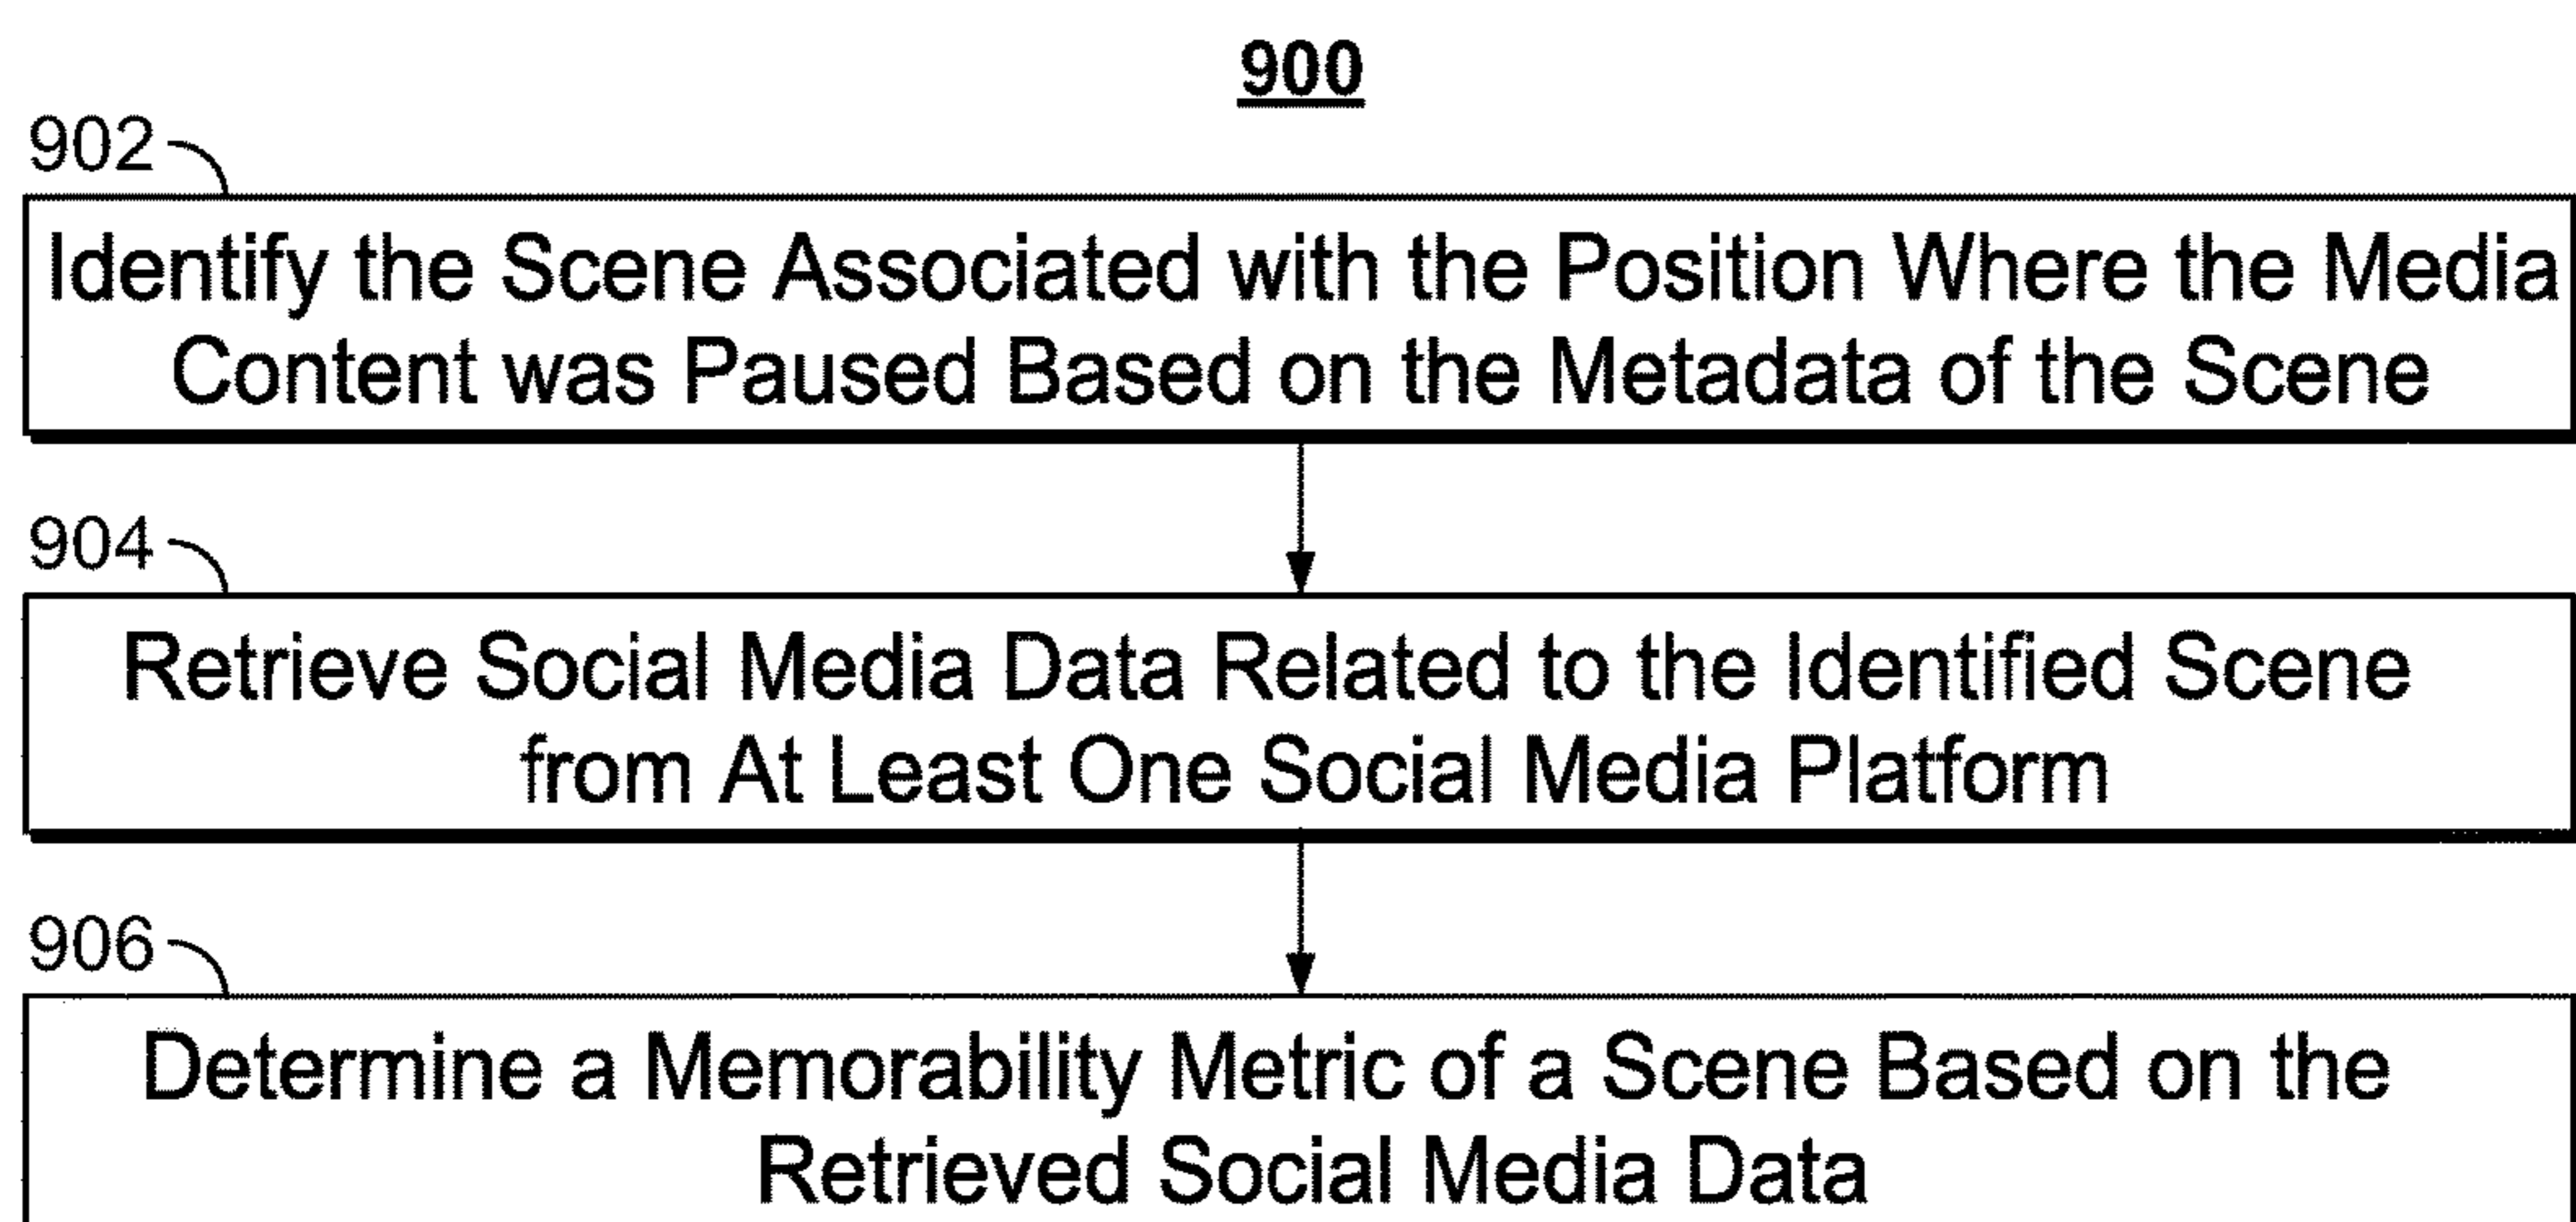 900
902
Identify the Scene Associated with the Position Where the Media
Content was Paused Based on the Metadata of the Scene
904
Retrieve Social Media Data Related to the Identified Scene
from At Least One Social Media Platform
906
Determine a Memorability Metric of a Scene Based on the
Retrieved Social Media Data